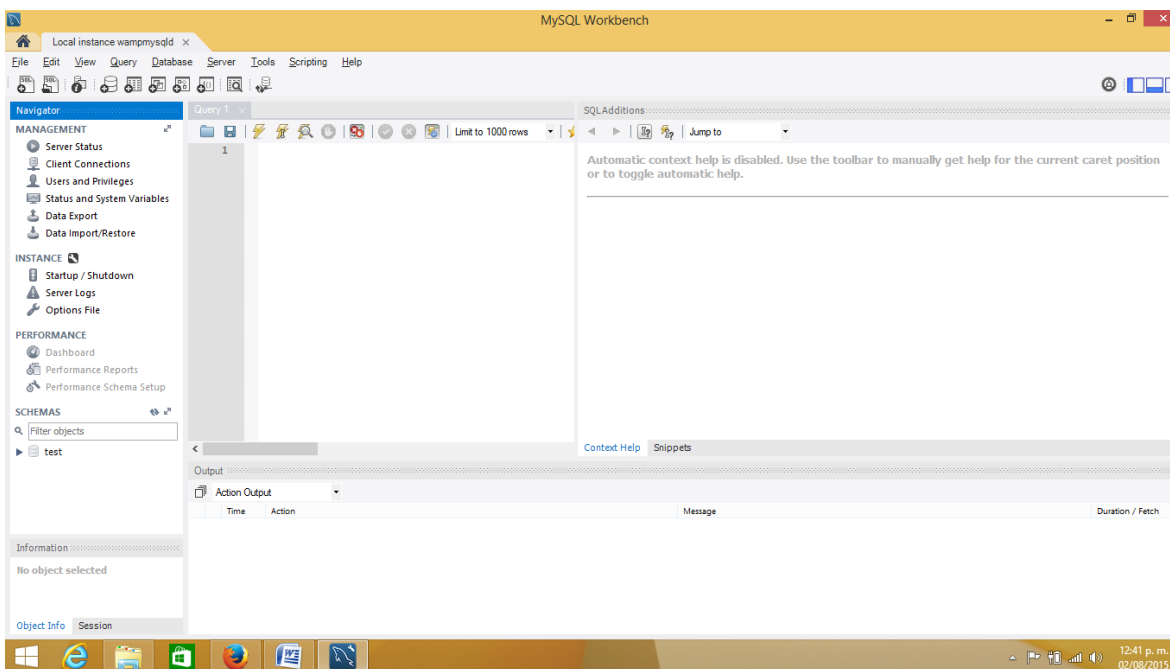 MySQL Workbench
Local instance wampmysqld
File Edit View Query Database Server Tools Scripting Help
Navigator
MANAGEMENT
Server Status
Client Connections
Users and Privileges
Status and System Variables
Data Export
Data Import/Restore
INSTANCE
Startup / Shutdown
Server Logs
Options File
PERFORMANCE
Dashboard
Performance Reports
Performance Schema Setup
SCHEMAS
Filter objects
test
Information
No object selected
Object Info Session
Query 1
Limit to 1000 rows
1
SQLAdditions
Jump to
Automatic context help is disabled. Use the toolbar to manually get help for the current caret position
or to toggle automatic help.
Context Help Snippets
Output
Action Output
Time Action Message Duration / Fetch
12:41 p. m.
02/08/2015